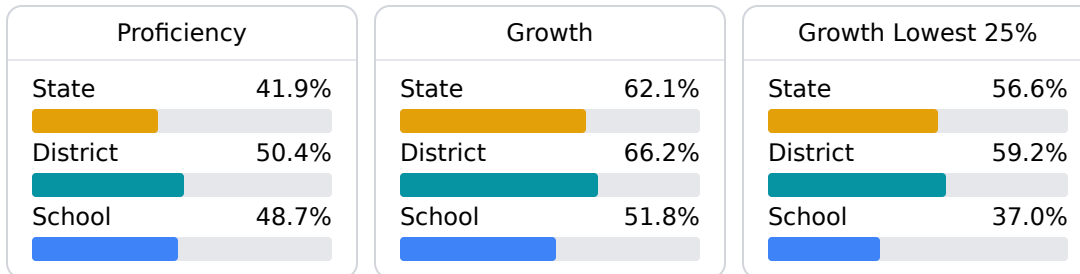 Proficiency
State 41.9%
District 50.4%
School 48.7%
Growth
State 62.1%
District 66.2%
School 51.8%
Growth Lowest 25%
State 56.6%
District 59.2%
School 37.0%